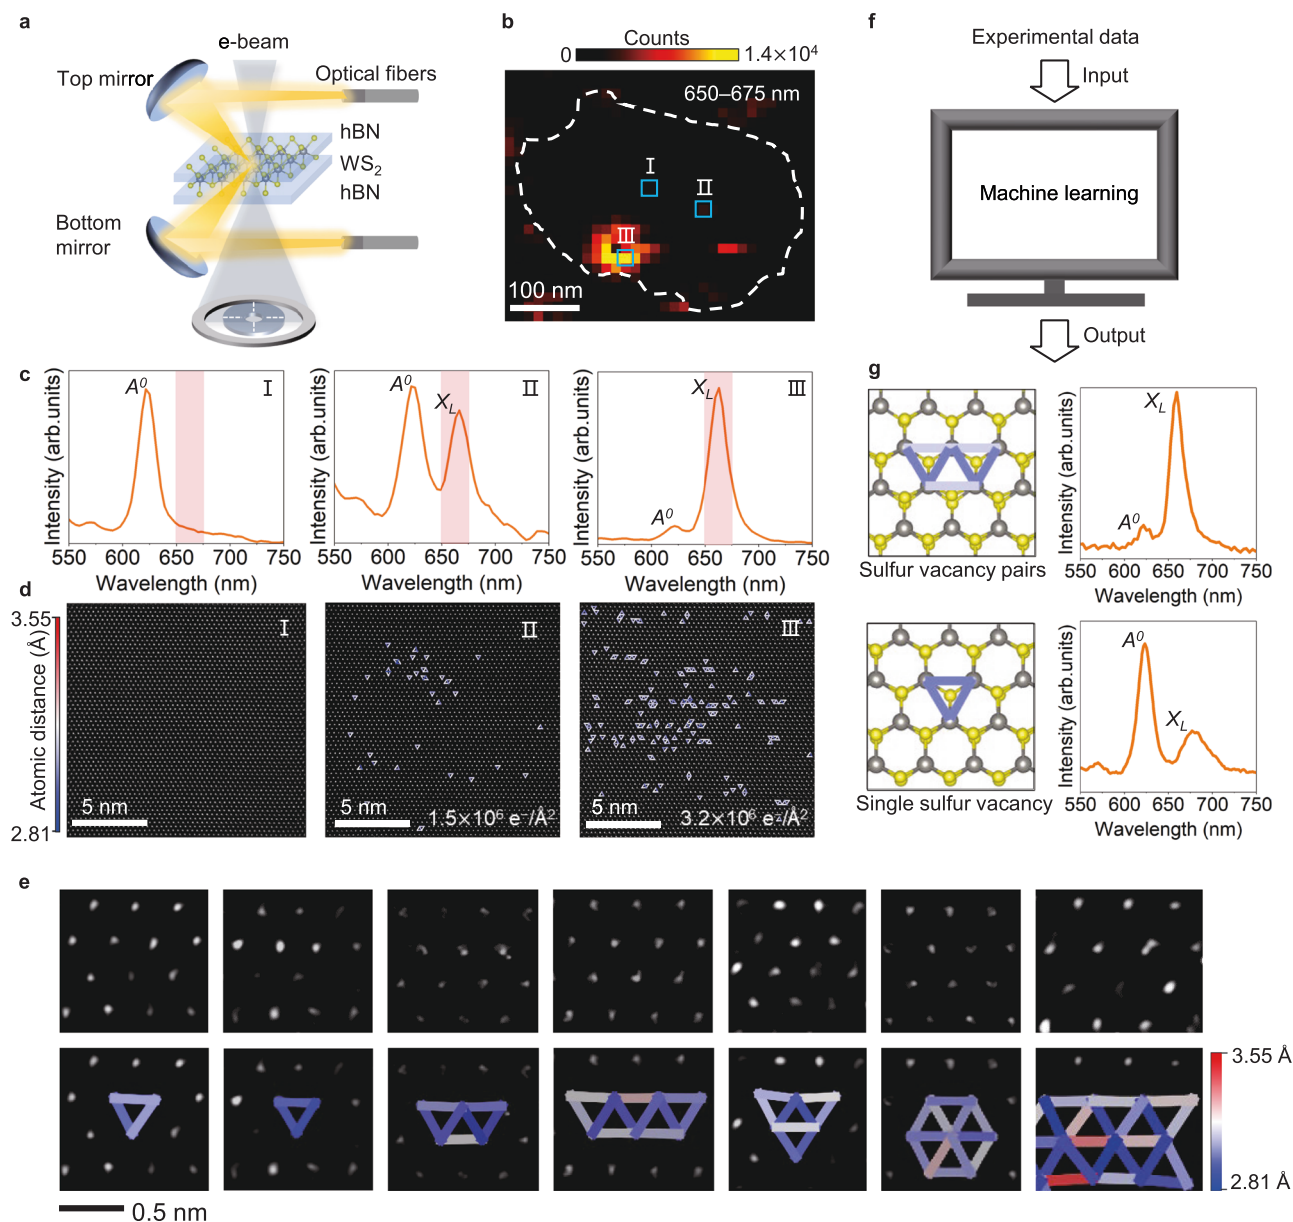 a
e-beam
Top mirror
Optical fibers
hBN
WS2
hBN
Bottom
mirror
b
Counts
0
1.4×10⁴
650–675 nm
I
II
III
100 nm
f
Experimental data
Input
Machine learning
Output
c
Intensity (arb.units)
A⁰
I
550 600 650 700 750
Wavelength (nm)
Intensity (arb.units)
A⁰
XL
II
550 600 650 700 750
Wavelength (nm)
Intensity (arb.units)
XL
A⁰
III
550 600 650 700 750
Wavelength (nm)
g
Sulfur vacancy pairs
Intensity (arb.units)
XL
A⁰
550 600 650 700 750
Wavelength (nm)
Single sulfur vacancy
Intensity (arb.units)
A⁰
XL
550 600 650 700 750
Wavelength (nm)
d
3.55
Atomic distance (Å)
2.81
I
5 nm
II
5 nm
1.5×10⁶ e⁻/Å²
III
5 nm
3.2×10⁶ e⁻/Å²
e
3.55 Å
2.81 Å
0.5 nm